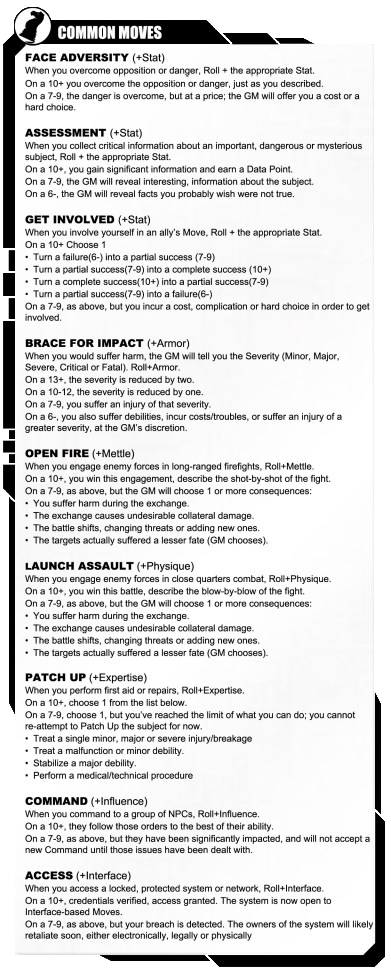 COMMON MOVES
FACE ADVERSITY (+Stat)
When you overcome opposition or danger, Roll + the appropriate Stat.
On a 10+ you overcome the opposition or danger, just as you described.
On a 7-9, the danger is overcome, but at a price; the GM will offer you a cost or a
hard choice.
ASSESSMENT (+Stat)
When you collect critical information about an important, dangerous or mysterious
subject, Roll + the appropriate Stat.
On a 10+, you gain significant information and earn a Data Point.
On a 7-9, the GM will reveal interesting, information about the subject.
On a 6-, the GM will reveal facts you probably wish were not true.
GET INVOLVED (+Stat)
When you involve yourself in an ally's Move, Roll + the appropriate Stat.
On a 10+ Choose 1
• Turn a failure(6-) into a partial success (7-9)
• Turn a partial success(7-9) into a complete success (10+)
• Turn a complete success(10+) into a partial success(7-9)
• Turn a partial success(7-9) into a failure(6-)
On a 7-9, as above, but you incur a cost, complication or hard choice in order to get
involved.
BRACE FOR IMPACT (+Armor)
When you would suffer harm, the GM will tell you the Severity (Minor, Major,
Severe, Critical or Fatal). Roll+Armor.
On a 13+, the severity is reduced by two.
On a 10-12, the severity is reduced by one.
On a 7-9, you suffer an injury of that severity.
On a 6-, you also suffer debilities, incur costs/troubles, or suffer an injury of a
greater severity, at the GM's discretion.
OPEN FIRE (+Mettle)
When you engage enemy forces in long-ranged firefights, Roll+Mettle.
On a 10+, you win this engagement, describe the shot-by-shot of the fight.
On a 7-9, as above, but the GM will choose 1 or more consequences:
• You suffer harm during the exchange.
• The exchange causes undesirable collateral damage.
• The battle shifts, changing threats or adding new ones.
• The targets actually suffered a lesser fate (GM chooses).
LAUNCH ASSAULT (+Physique)
When you engage enemy forces in close quarters combat, Roll+Physique.
On a 10+, you win this battle, describe the blow-by-blow of the fight.
On a 7-9, as above, but the GM will choose 1 or more consequences:
• You suffer harm during the exchange.
• The exchange causes undesirable collateral damage.
• The battle shifts, changing threats or adding new ones.
• The targets actually suffered a lesser fate (GM chooses).
PATCH UP (+Expertise)
When you perform first aid or repairs, Roll+Expertise.
On a 10+, choose 1 from the list below.
On a 7-9, choose 1, but you've reached the limit of what you can do; you cannot
re-attempt to Patch Up the subject for now.
• Treat a single minor, major or severe injury/breakage
• Treat a malfunction or minor debility.
• Stabilize a major debility.
• Perform a medical/technical procedure
COMMAND (+Influence)
When you command to a group of NPCs, Roll+Influence.
On a 10+, they follow those orders to the best of their ability.
On a 7-9, as above, but they have been significantly impacted, and will not accept a
new Command until those issues have been dealt with.
ACCESS (+Interface)
When you access a locked, protected system or network, Roll+Interface.
On a 10+, credentials verified, access granted. The system is now open to
Interface-based Moves.
On a 7-9, as above, but your breach is detected. The owners of the system will likely
retaliate soon, either electronically, legally or physically